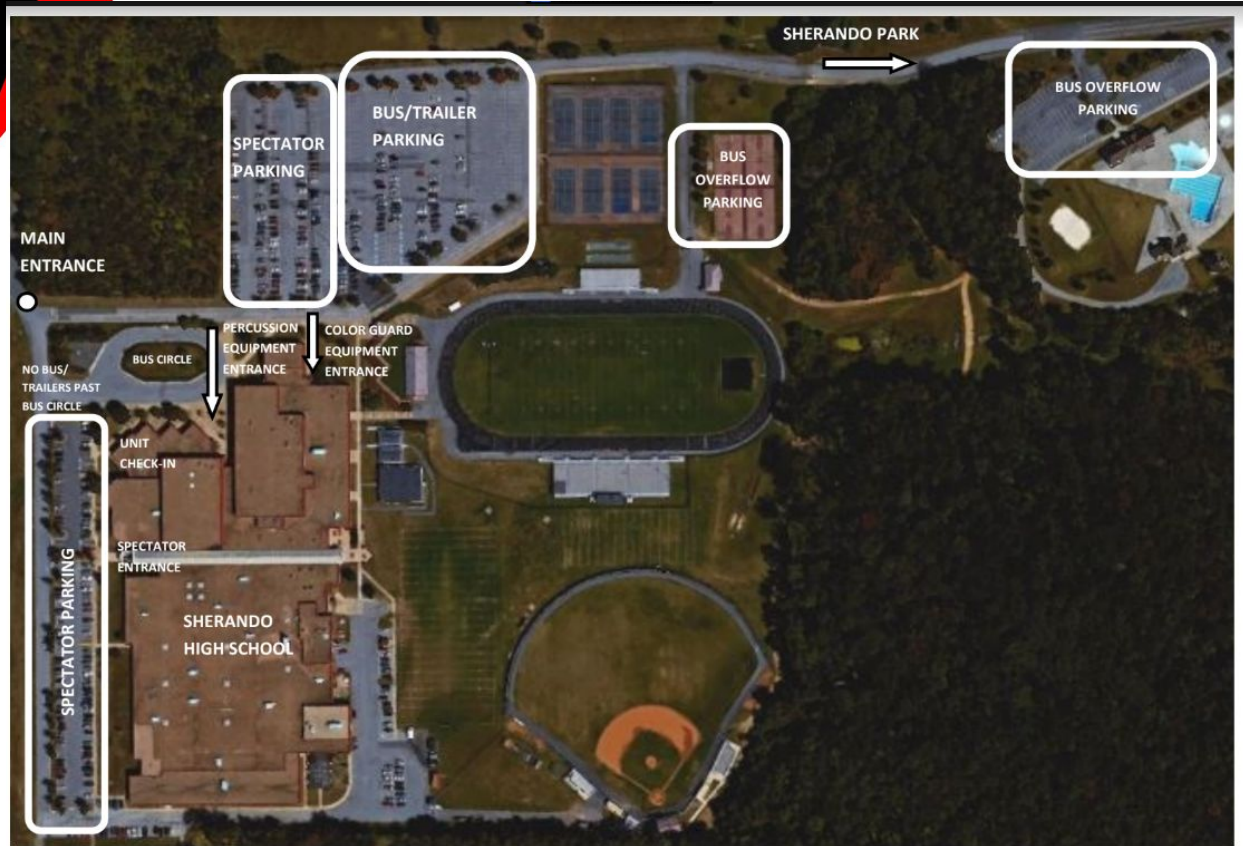 SHERANDO PARK
BUS OVERFLOW
PARKING
BUS/TRAILER
PARKING
SPECTATOR
PARKING
BUS
OVERFLOW
PARKING
MAIN
ENTRANCE
PERCUSSION
EQUIPMENT
ENTRANCE
COLOR GUARD
EQUIPMENT
ENTRANCE
BUS CIRCLE
NO BUS/
TRAILERS PAST
BUS CIRCLE
UNIT
CHECK-IN
SPECTATOR
ENTRANCE
SPECTATOR PARKING
SHERANDO
HIGH SCHOOL